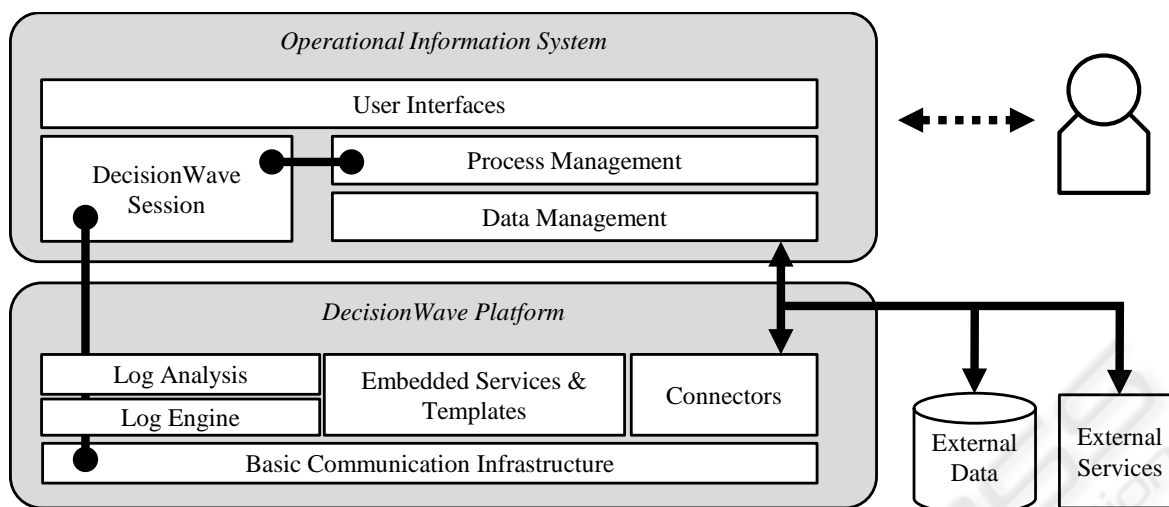 Operational Information System
User Interfaces
DecisionWave
Session
Process Management
Data Management
DecisionWave Platform
Log Analysis
Log Engine
Embedded Services &
Templates
Connectors
Basic Communication Infrastructure
External
Data
External
Services